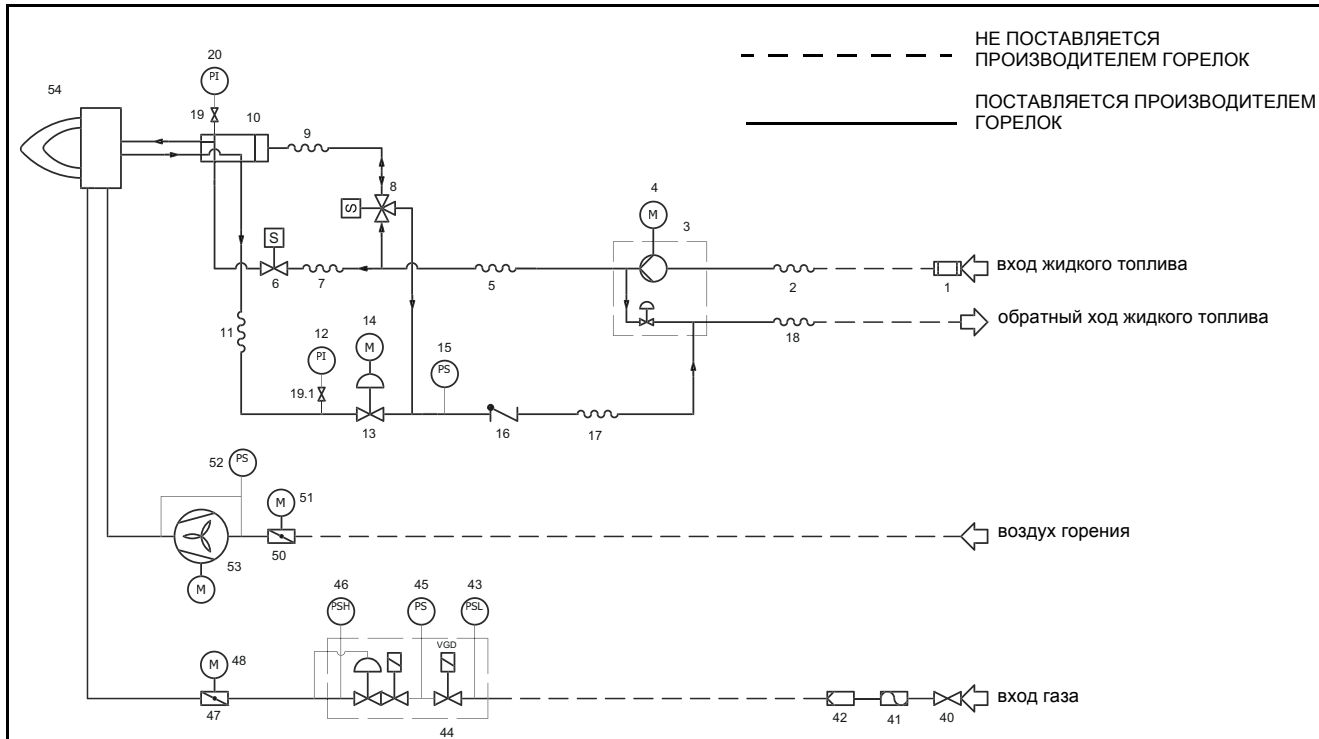 НЕ ПОСТАВЛЯЕТСЯ
ПРОИЗВОДИТЕЛЕМ ГОРЕЛОК
ПОСТАВЛЯЕТСЯ ПРОИЗВОДИТЕЛЕМ
ГОРЕЛОК
20
PI
54
19
10
9
8
S
4
M
3
S
6
7
5
2
1
вход жидкого топлива
18
обратный ход жидкого топлива
11
12
PI
19.1
14
M
13
15
PS
16
17
52
PS
M
51
50
53
M
воздух горения
46
PSH
45
PS
43
PSL
VGD
M
48
47
44
42
41
40
вход газа